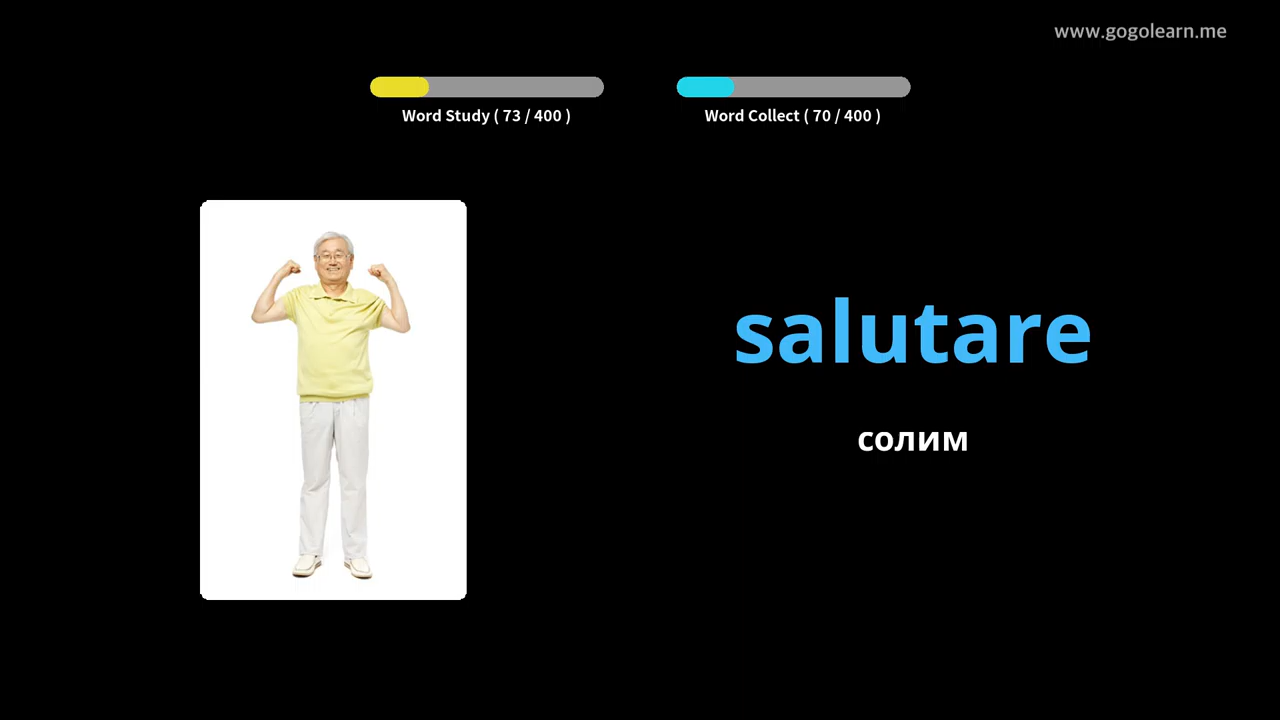 www.gogolearn.me
Word Study ( 73 / 400 )
Word Collect ( 70 / 400 )
salutare
солим